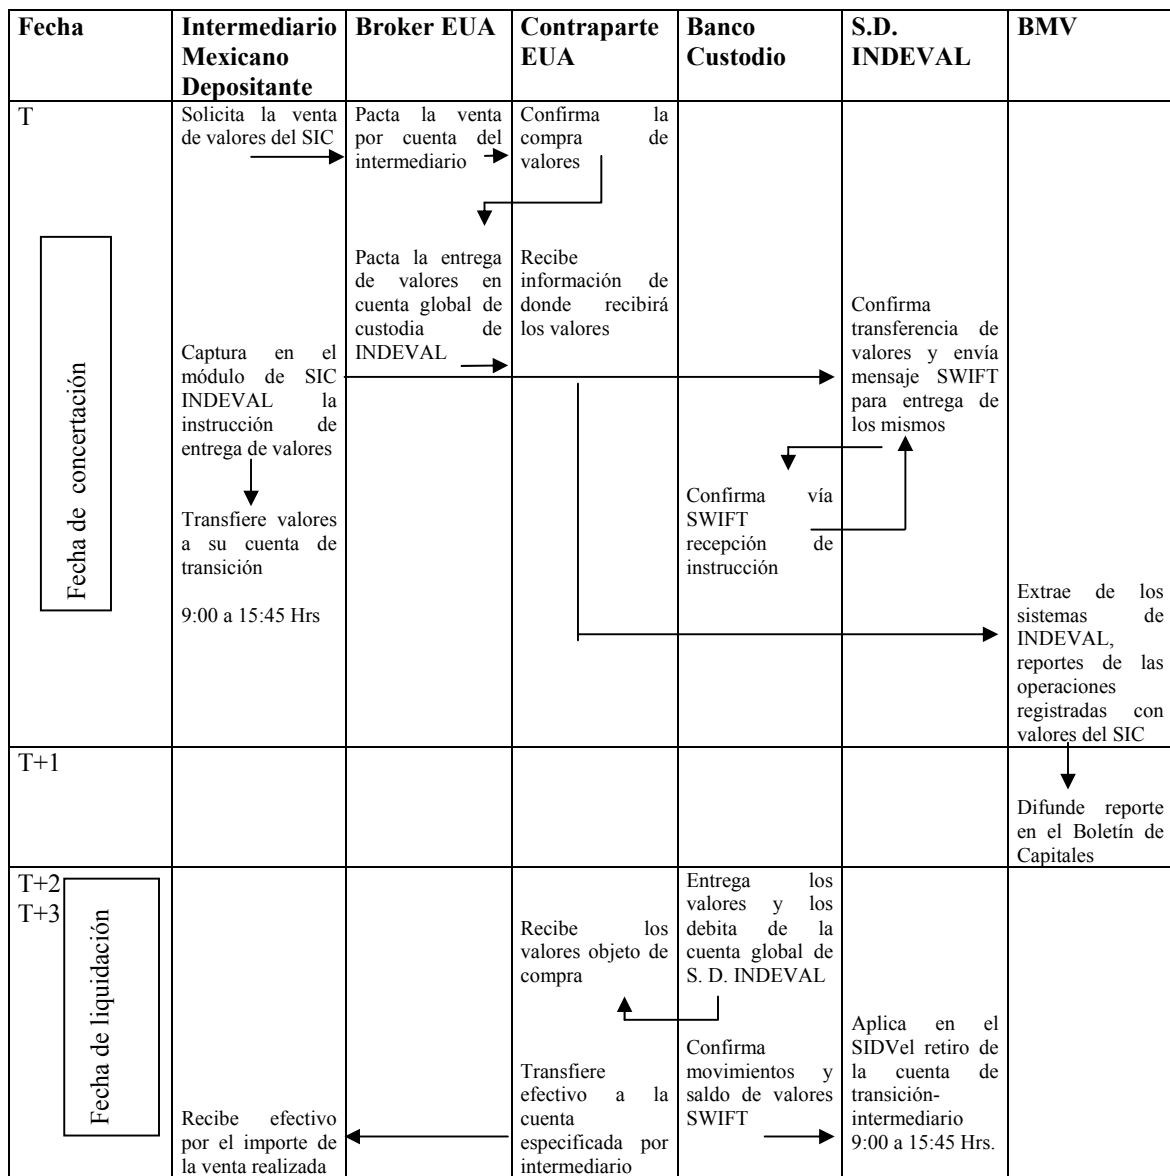 Fecha
Intermediario
Mexicano
Depositante
Broker EUA
Contraparte
EUA
Banco
Custodio
S.D.
INDEVAL
BMV
T
Solicita la venta
de valores del SIC
Pacta la venta
por cuenta del
intermediario
Confirma la
compra de
valores
Fecha de concertación
Pacta la entrega
de valores en
cuenta global de
custodia de
INDEVAL
Recibe
información de
donde recibirá
los valores
Confirma
transferencia de
valores y envía
mensaje SWIFT
para entrega de
los mismos
Captura en el
módulo de SIC
INDEVAL la
instrucción de
entrega de valores
Transfiere valores
a su cuenta de
transición
9:00 a 15:45 Hrs
Confirma vía
SWIFT
recepción de
instrucción
Extrae de los
sistemas de
INDEVAL,
reportes de las
operaciones
registradas con
valores del SIC
T+1
Difunde reporte
en el Boletín de
Capitales
T+2
T+3
Fecha de liquidación
Entrega los
valores y los
debita de la
cuenta global de
S. D. INDEVAL
Recibe los
valores objeto de
compra
Confirma
movimientos y
saldo de valores
SWIFT
Aplica en el
SIDVel retiro de
la cuenta de
transición-
intermediario
9:00 a 15:45 Hrs.
Transfiere
efectivo a la
cuenta
especificada por
intermediario
Recibe efectivo
por el importe de
la venta realizada